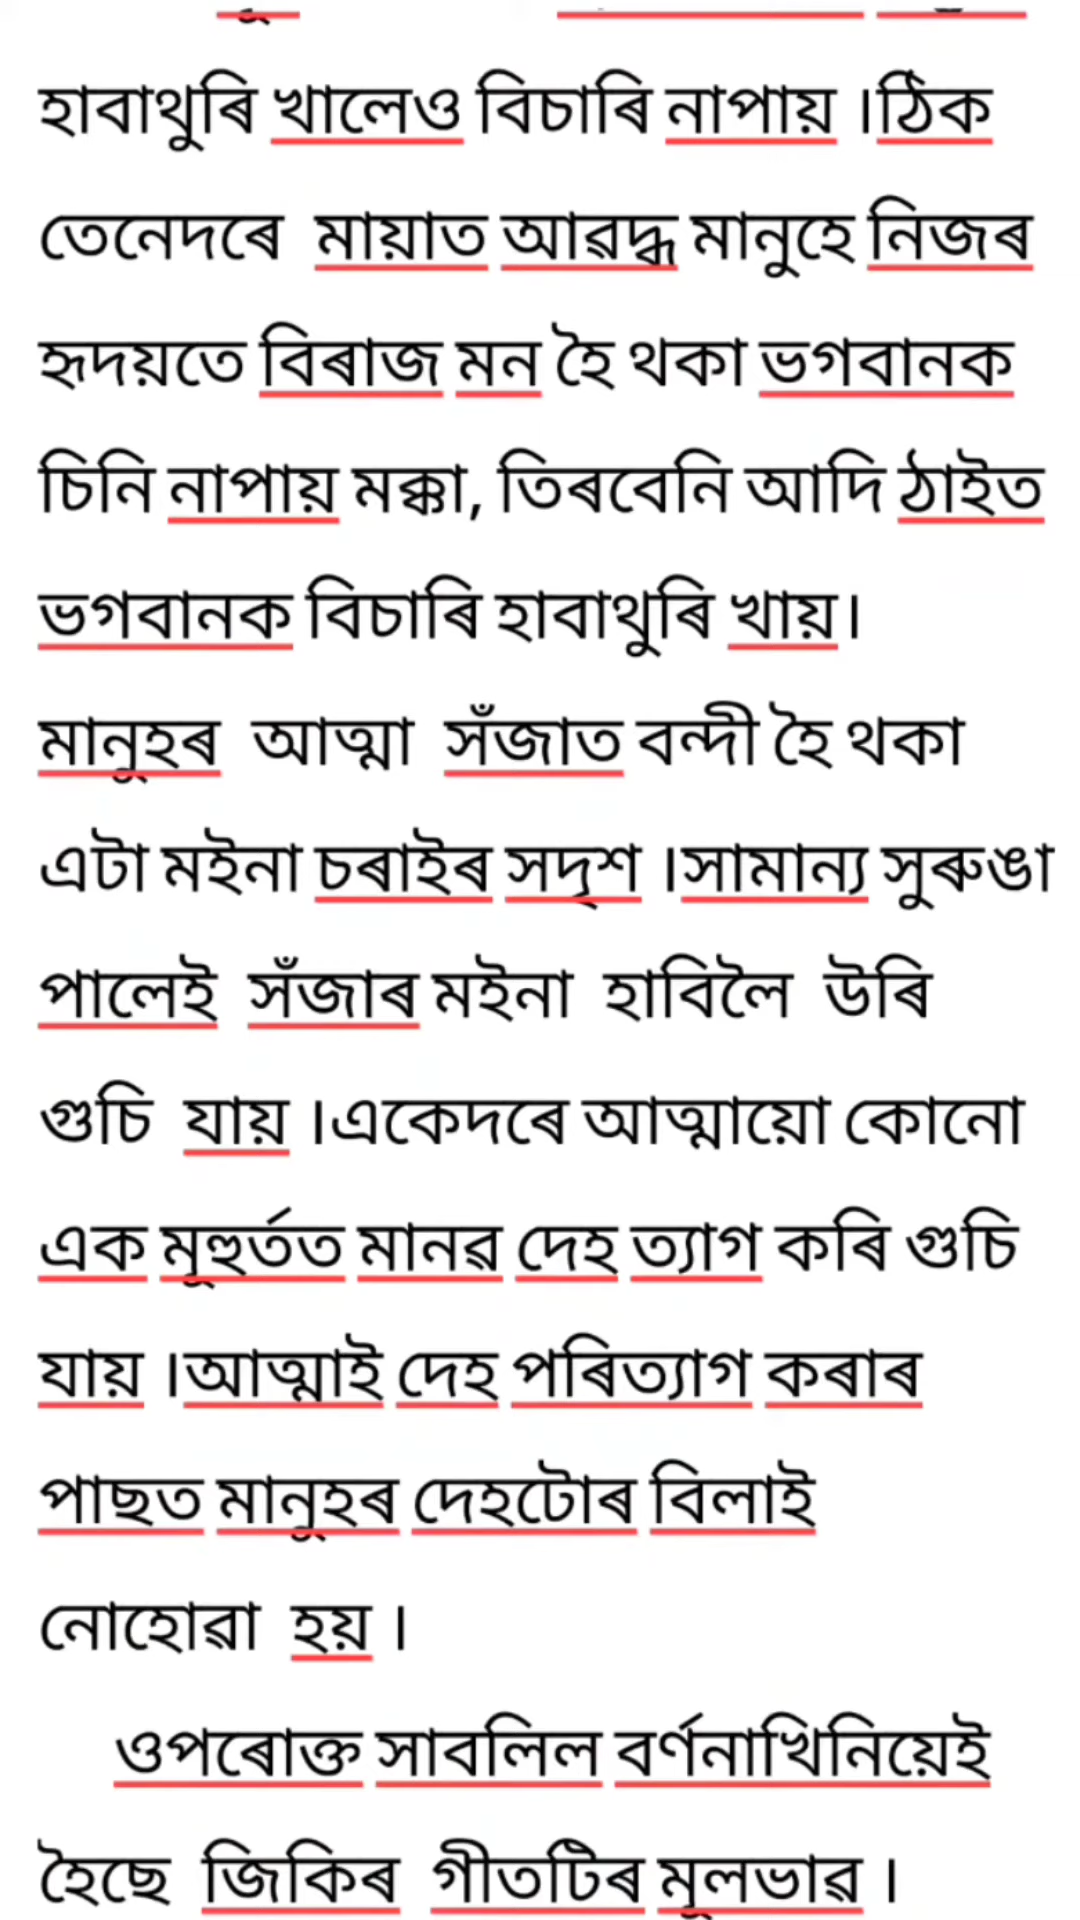 হাবাথুৰি খালেও বিচাৰি নাপায় ।ঠিক
তেনেদৰে মায়াত আৱদ্ধ মানুহে নিজৰ
হৃদয়তে বিৰাজ মন হৈ থকা ভগবানক
চিনি নাপায় মক্কা, তিৰবেনি আদি ঠাইত
ভগবানক বিচাৰি হাবাথুৰি খায়।
মানুহৰ আত্মা সঁজাত বন্দী হৈ থকা
এটা মইনা চৰাইৰ সদৃশ ।সামান্য সুৰুঙা
পালেই সঁজাৰ মইনা হাবিলৈ উৰি
গুচি যায় ।একেদৰে আত্মায়ো কোনো
এক মূহুৰ্তত মানৱ দেহ ত্যাগ কৰি গুচি
যায় ।আত্মাই দেহ পৰিত্যাগ কৰাৰ
পাছত মানুহৰ দেহটোৰ বিলাই
নোহোৱা হয় ।
ওপৰোক্ত সাবলিল বৰ্ণনাখিনিয়েই
হৈছে জিকিৰ গীতটিৰ মূলভাৱ ।